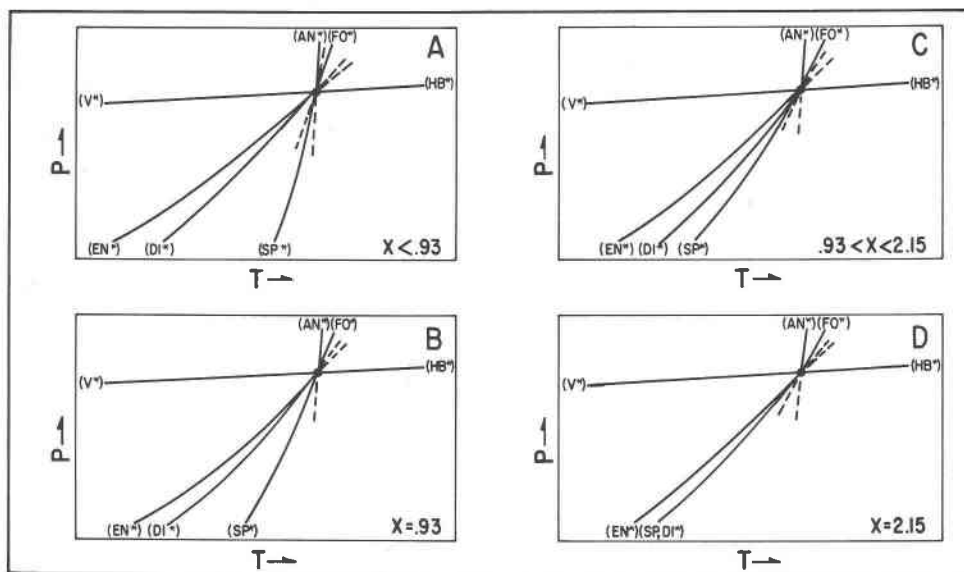 A
(AN*)(FO*)
(V*)
(HB*)
P→
(EN*) (DI*) (SP*)
X<.93
T→
C
(AN*)(FO*)
(V*)
(HB*)
P→
(EN*) (DI*) (SP*)
.93<X<2.15
T→
B
(AN*)(FO*)
(V*)
(HB*)
P→
(EN*) (DI*) (SP*)
X=.93
T→
D
(AN*)(FO*)
(V*)
(HB*)
P→
(EN*)(SP,DI*)
X=2.15
T→